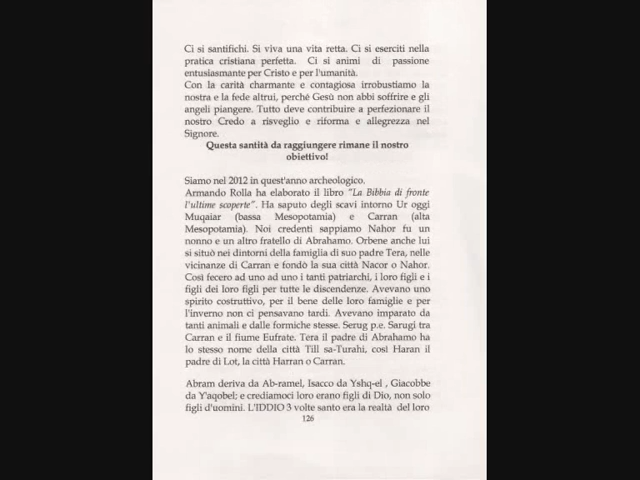 Ci si santifichi. Si viva una vita retta. Ci si eserciti nella
pratica cristiana perfetta. Ci si animi di passione
entusiasmante per Cristo e per l'umanità.
Con la carità charmante e contagiosa irrobustiamo la
nostra e la fede altrui, perché Gesù non abbi soffrire e gli
angeli piangere. Tutto deve contribuire a perfezionare il
nostro Credo a risveglio e riforma e allegrezza nel
Signore.
Questa santità da raggiungere rimane il nostro
obiettivo!
Siamo nel 2012 in quest'anno archeologico.
Armando Rolla ha elaborato il libro "La Bibbia di fronte
l'ultime scoperte". Ha saputo degli scavi intorno Ur oggi
Muqaiar (bassa Mesopotamia) e Carran (alta
Mesopotamia). Noi credenti sappiamo Nahor fu un
nonno e un altro fratello di Abrahamo. Orbene anche lui
si situò nei dintorni della famiglia di suo padre Tera, nelle
vicinanze di Carran e fondò la sua città Nacor o Nahor.
Così fecero ad uno ad uno i tanti patriarchi, i loro figli e i
figli dei loro figli per tutte le discendenze. Avevano uno
spirito costruttivo, per il bene delle loro famiglie e per
l'inverno non ci pensavano tardi. Avevano imparato da
tanti animali e dalle formiche stesse. Serug p.e. Sarugi tra
Carran e il fiume Eufrate. Tera il padre di Abrahamo ha
lo stesso nome della città Till sa-Turahi, così Haran il
padre di Lot, la città Harran o Carran.
Abram deriva da Ab-ramel, Isacco da Yshq-el , Giacobbe
da Y'aqobel; e crediamoci loro erano figli di Dio, non solo
figli d'uomini. L'IDDIO 3 volte santo era la realtà del loro
126